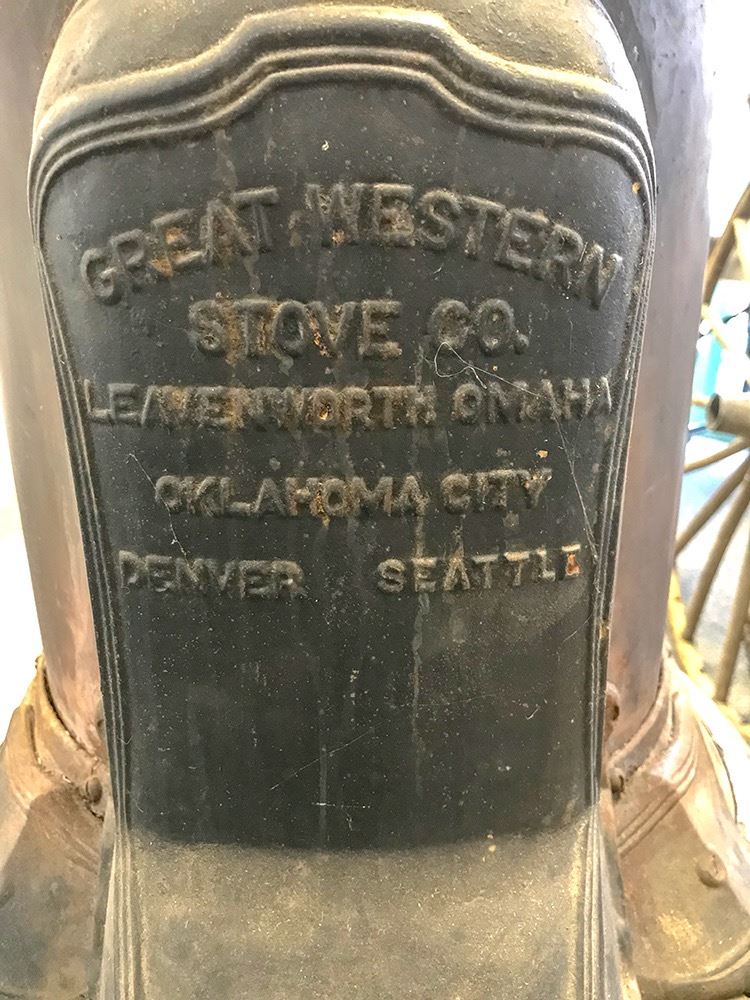 GREAT WESTERN
STOVE CO.
LEAVENWORTH OMAHA
OKLAHOMA CITY
DENVER SEATTLE